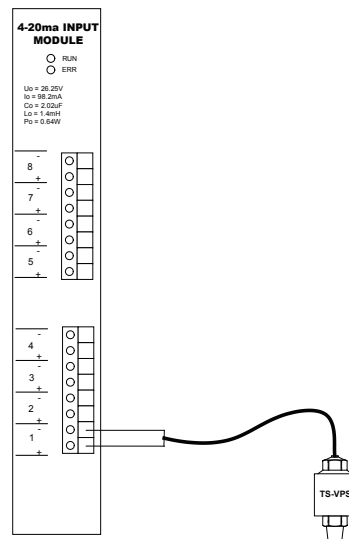 4-20ma INPUT
MODULE
RUN
ERR
Uo = 26.25V
Io = 98.2mA
Co = 2.02uF
Lo = 1.4mH
Po = 0.64W
-
8
+
-
7
+
-
6
+
-
5
+
-
4
+
-
3
+
-
2
+
-
1
+
TS-VPS